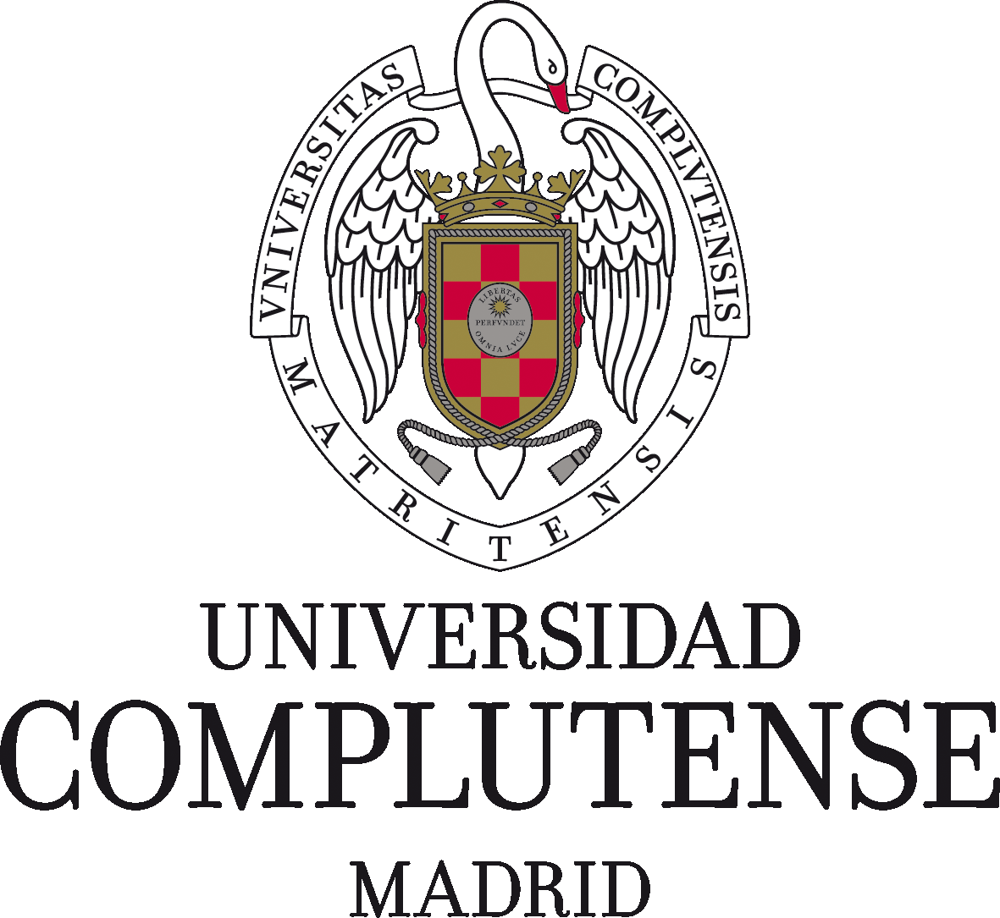 VNIVERSITAS
COMPLVTENSIS
MATRITENSIS
LIBERTAS
PERFVNDET
OMNIA LVCE
UNIVERSIDAD
COMPLUTENSE
MADRID